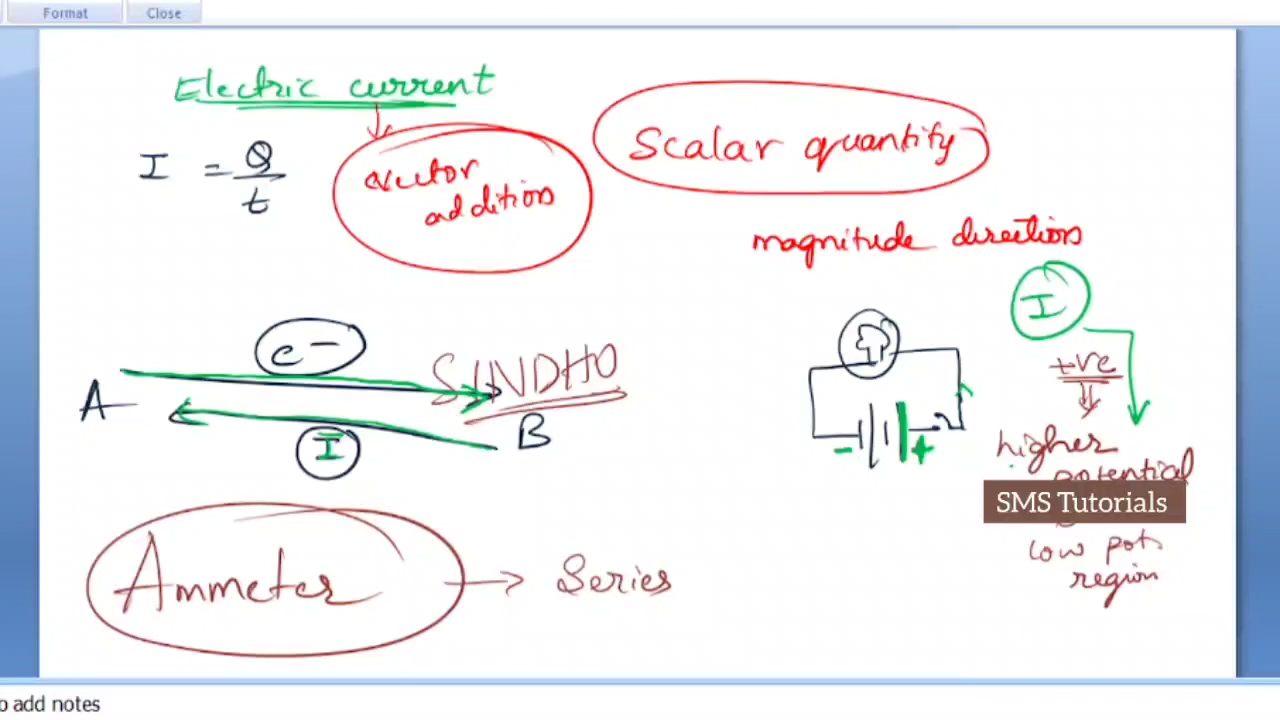 Format Close
Electric current
Scalar quantity
I = Q/t
vector
addition
magnitude direction
I
e-
+ve
SINDHO
A
B
I
- +
higher
potential
SMS Tutorials
low pot.
region
Ammeter → Series
o add notes